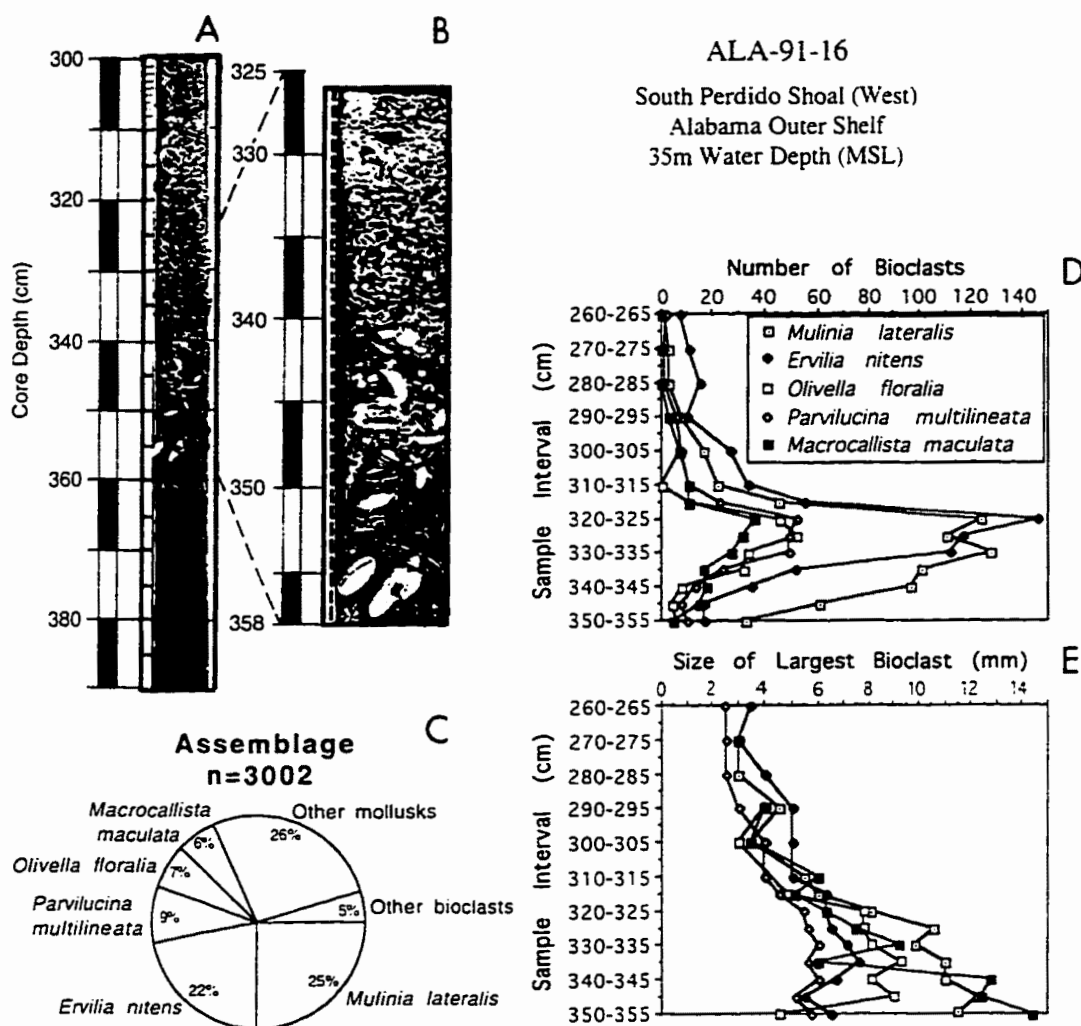 A
B
ALA-91-16
South Perdido Shoal (West)
Alabama Outer Shelf
35m Water Depth (MSL)
Core Depth (cm)
300
320
340
360
380
325
330
340
350
358
C
Assemblage
n=3002
Macrocallista
maculata
6%
Other mollusks
26%
Olivella floralia
7%
Parvilucina
multilineata
9%
5%
Other bioclasts
22%
Ervilia nitens
25%
Mulinia lateralis
D
Number of Bioclasts
0 20 40 60 80 100 120 140
Sample Interval (cm)
260-265
270-275
280-285
290-295
300-305
310-315
320-325
330-335
340-345
350-355
Mulinia lateralis
Ervilia nitens
Olivella floralia
Parvilucina multilineata
Macrocallista maculata
E
Size of Largest Bioclast (mm)
0 2 4 6 8 10 12 14
Sample Interval (cm)
260-265
270-275
280-285
290-295
300-305
310-315
320-325
330-335
340-345
350-355